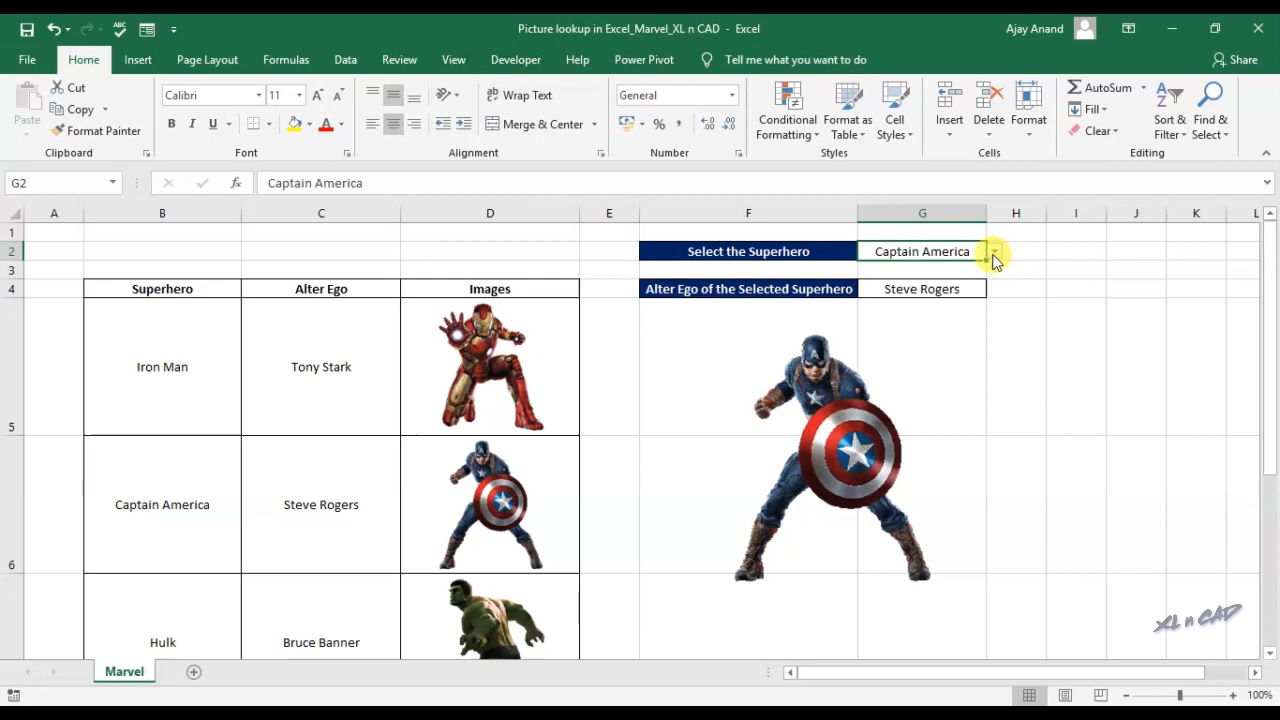 Picture lookup in Excel_Marvel_XL n CAD - Excel
Ajay Anand
File Home Insert Page Layout Formulas Data Review View Developer Help Power Pivot Tell me what you want to do Share
Paste
Cut
Copy
Format Painter
Clipboard
Calibri 11
B I U
Font
Wrap Text
Merge & Center
Alignment
General
%
Number
Conditional Formatting
Format as Table
Cell Styles
Styles
Insert Delete Format
Cells
AutoSum
Fill
Clear
Sort & Filter
Find & Select
Editing
G2 fx Captain America
A B C D E F G H I J K L
1
2 Select the Superhero Captain America
3
4 Superhero Alter Ego Images Alter Ego of the Selected Superhero Steve Rogers
Iron Man Tony Stark
5
Captain America Steve Rogers
6
Hulk Bruce Banner
XL n CAD
Marvel
100%